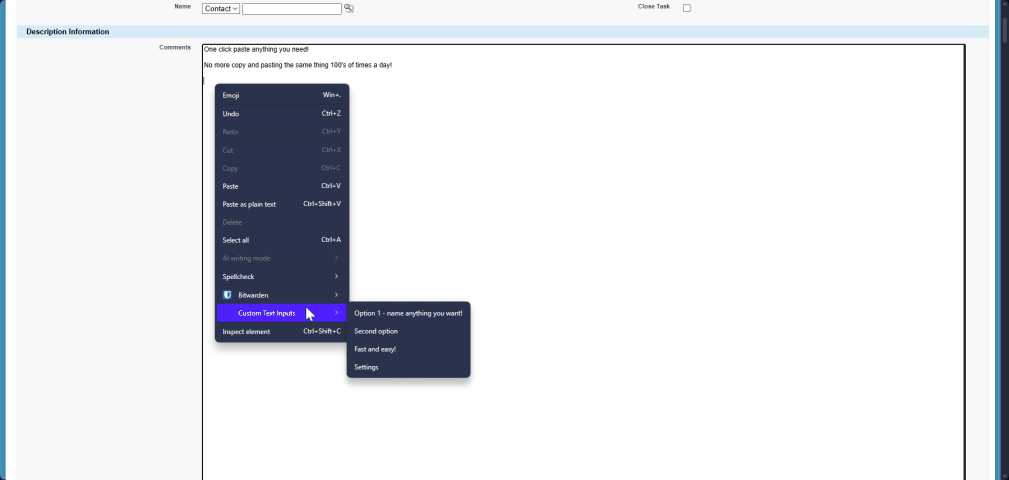 Name Contact Close Task
Description Information
Comments
One click paste anything you need!
No more copy and pasting the same thing 100's of times a day!
Emoji Win+.
Undo Ctrl+Z
Redo Ctrl+Y
Cut Ctrl+X
Copy Ctrl+C
Paste Ctrl+V
Paste as plain text Ctrl+Shift+V
Delete
Select all Ctrl+A
AI writing mode
Spellcheck
Bitwarden
Custom Text Inputs
Inspect element Ctrl+Shift+C
Option 1 - name anything you want!
Second option
Fast and easy!
Settings